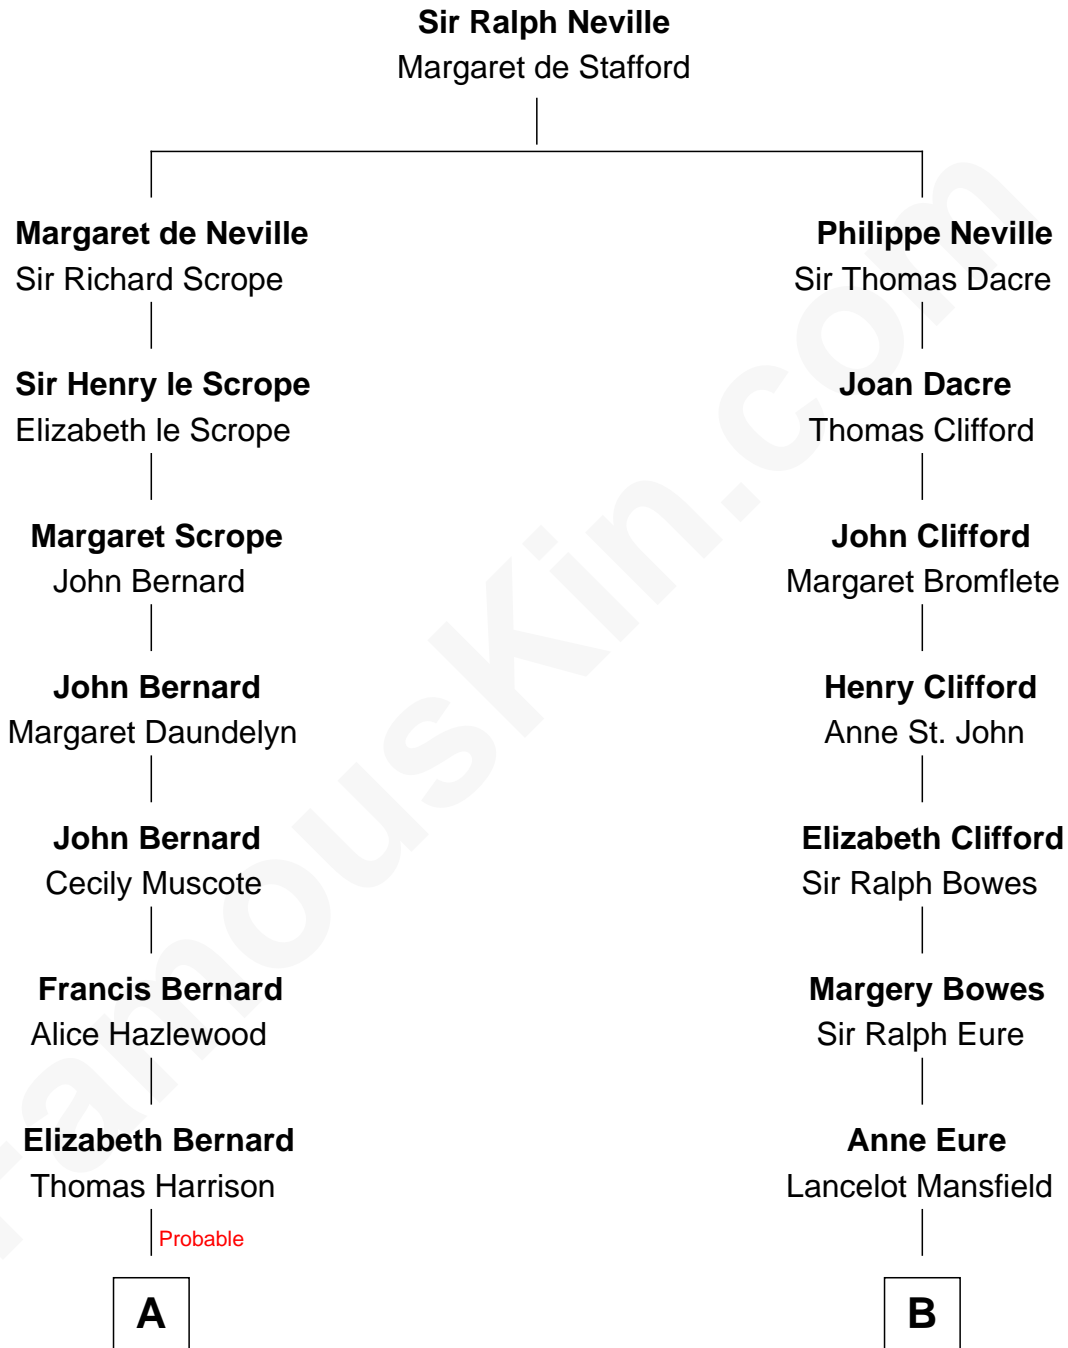 Sir Ralph Neville
Margaret de Stafford
Margaret de Neville
Sir Richard Scrope
Philippe Neville
Sir Thomas Dacre
Sir Henry le Scrope
Elizabeth le Scrope
Joan Dacre
Thomas Clifford
Margaret Scrope
John Bernard
John Clifford
Margaret Bromflete
John Bernard
Margaret Daundelyn
Henry Clifford
Anne St. John
John Bernard
Cecily Muscote
Elizabeth Clifford
Sir Ralph Bowes
Francis Bernard
Alice Hazlewood
Margery Bowes
Sir Ralph Eure
Elizabeth Bernard
Thomas Harrison
Anne Eure
Lancelot Mansfield
Probable
A
B
FamousKin.com